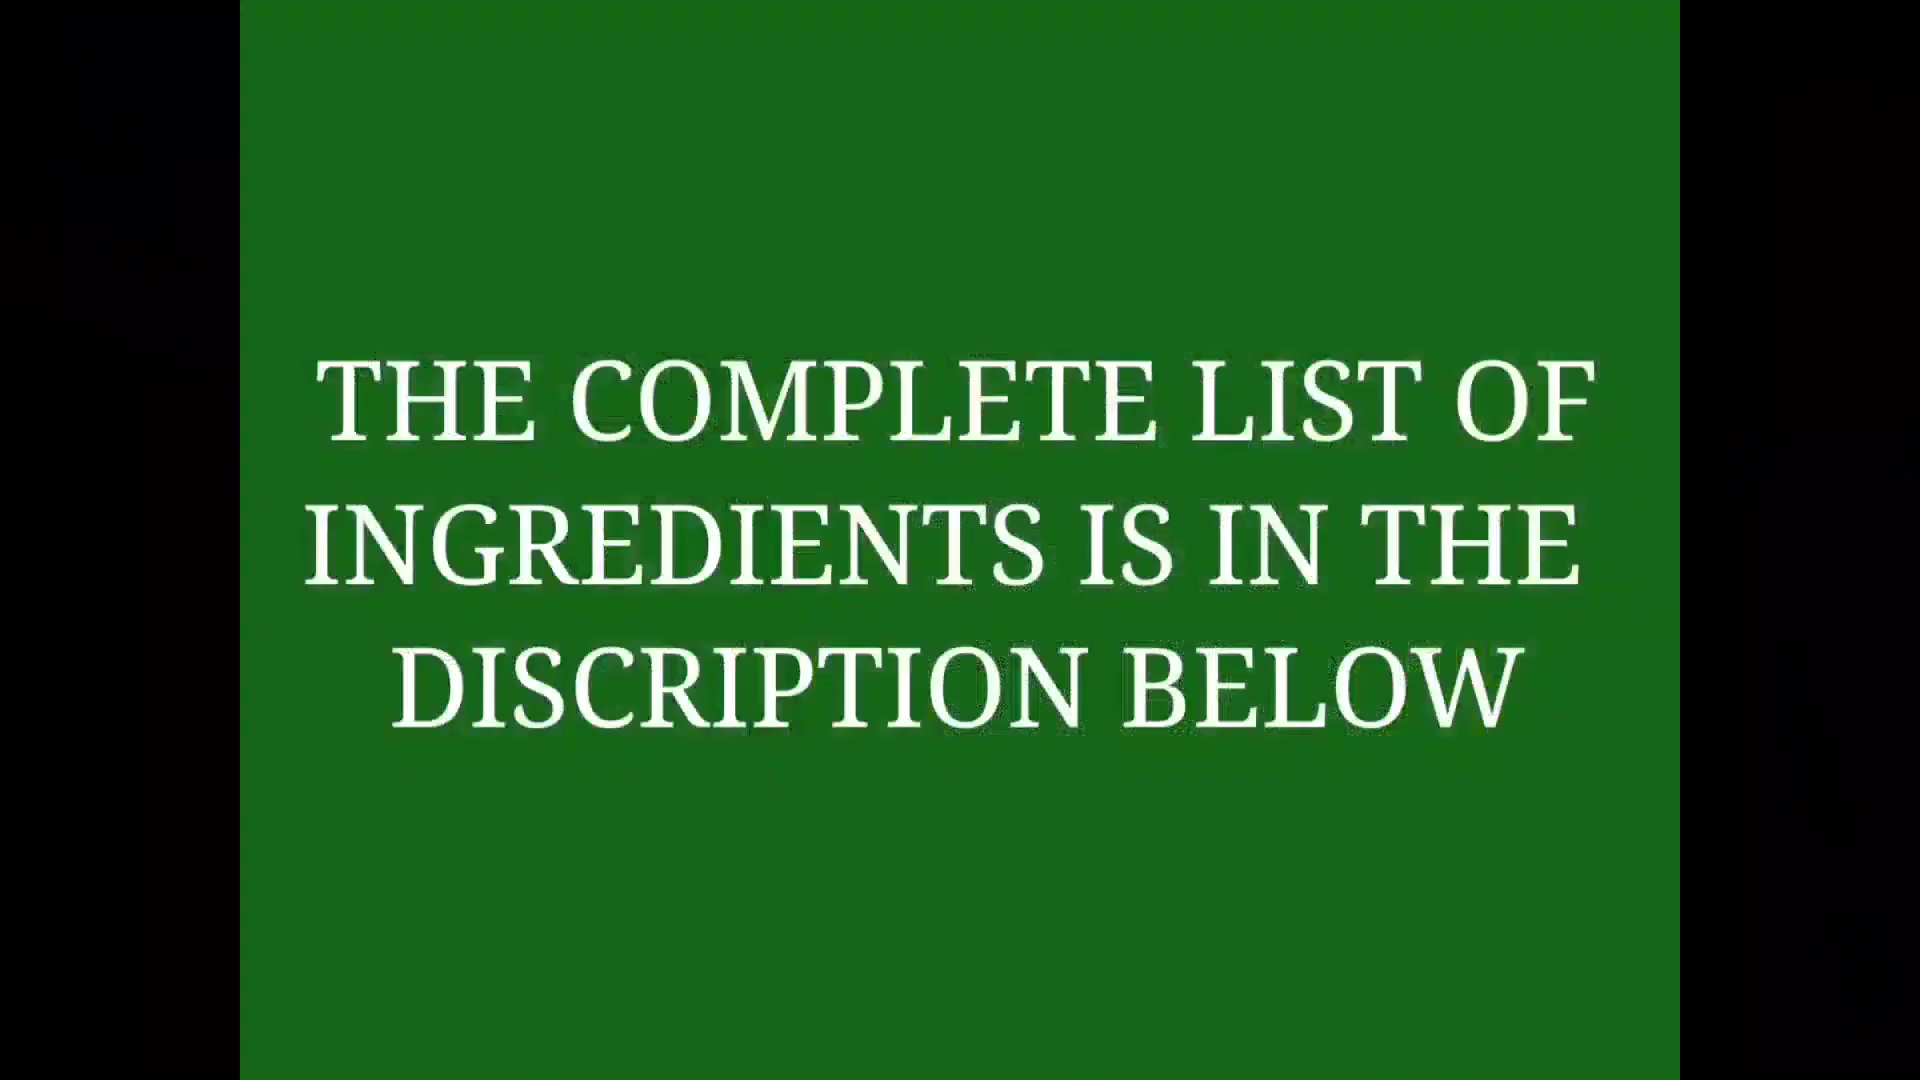 THE COMPLETE LIST OF
INGREDIENTS IS IN THE
DISCRIPTION BELOW